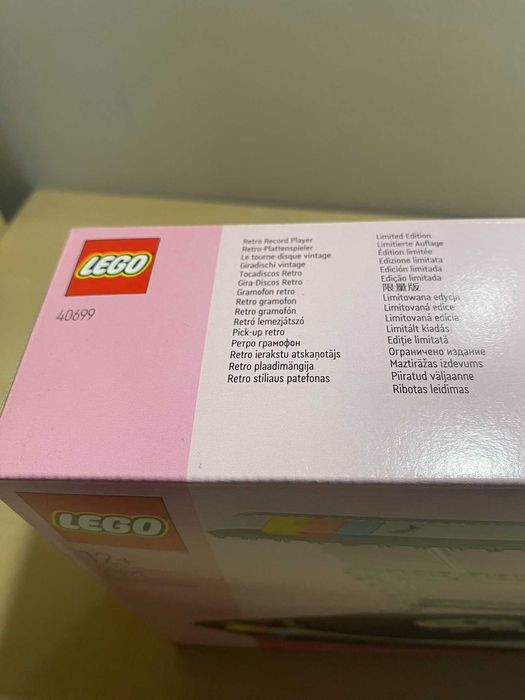 LEGO
40699
Retro Record Player
Retro-Plattenspieler
Le tourne-disque vintage
Giradischi vintage
Tocadiscos Retro
Gira-Discos Retro
Gramofon retro
Retro gramofon
Retro gramofón
Retró lemezjátszó
Pick-up retro
Ретро грамофон
Retro ierakstu atskaņotājs
Retro plaadimängija
Retro stiliaus patefonas
Limited Edition
Limitierte Auflage
Édition limitée
Edizione limitata
Edición limitada
Edição limitada
限量版
Limitowana edycja
Limitovaná edice
Limitovaná edícia
Limitált kiadás
Ediție limitată
Ограничено издание
Maztirāžas izdevums
Piiratud väljaanne
Ribotas leidimas
LEGO
12+